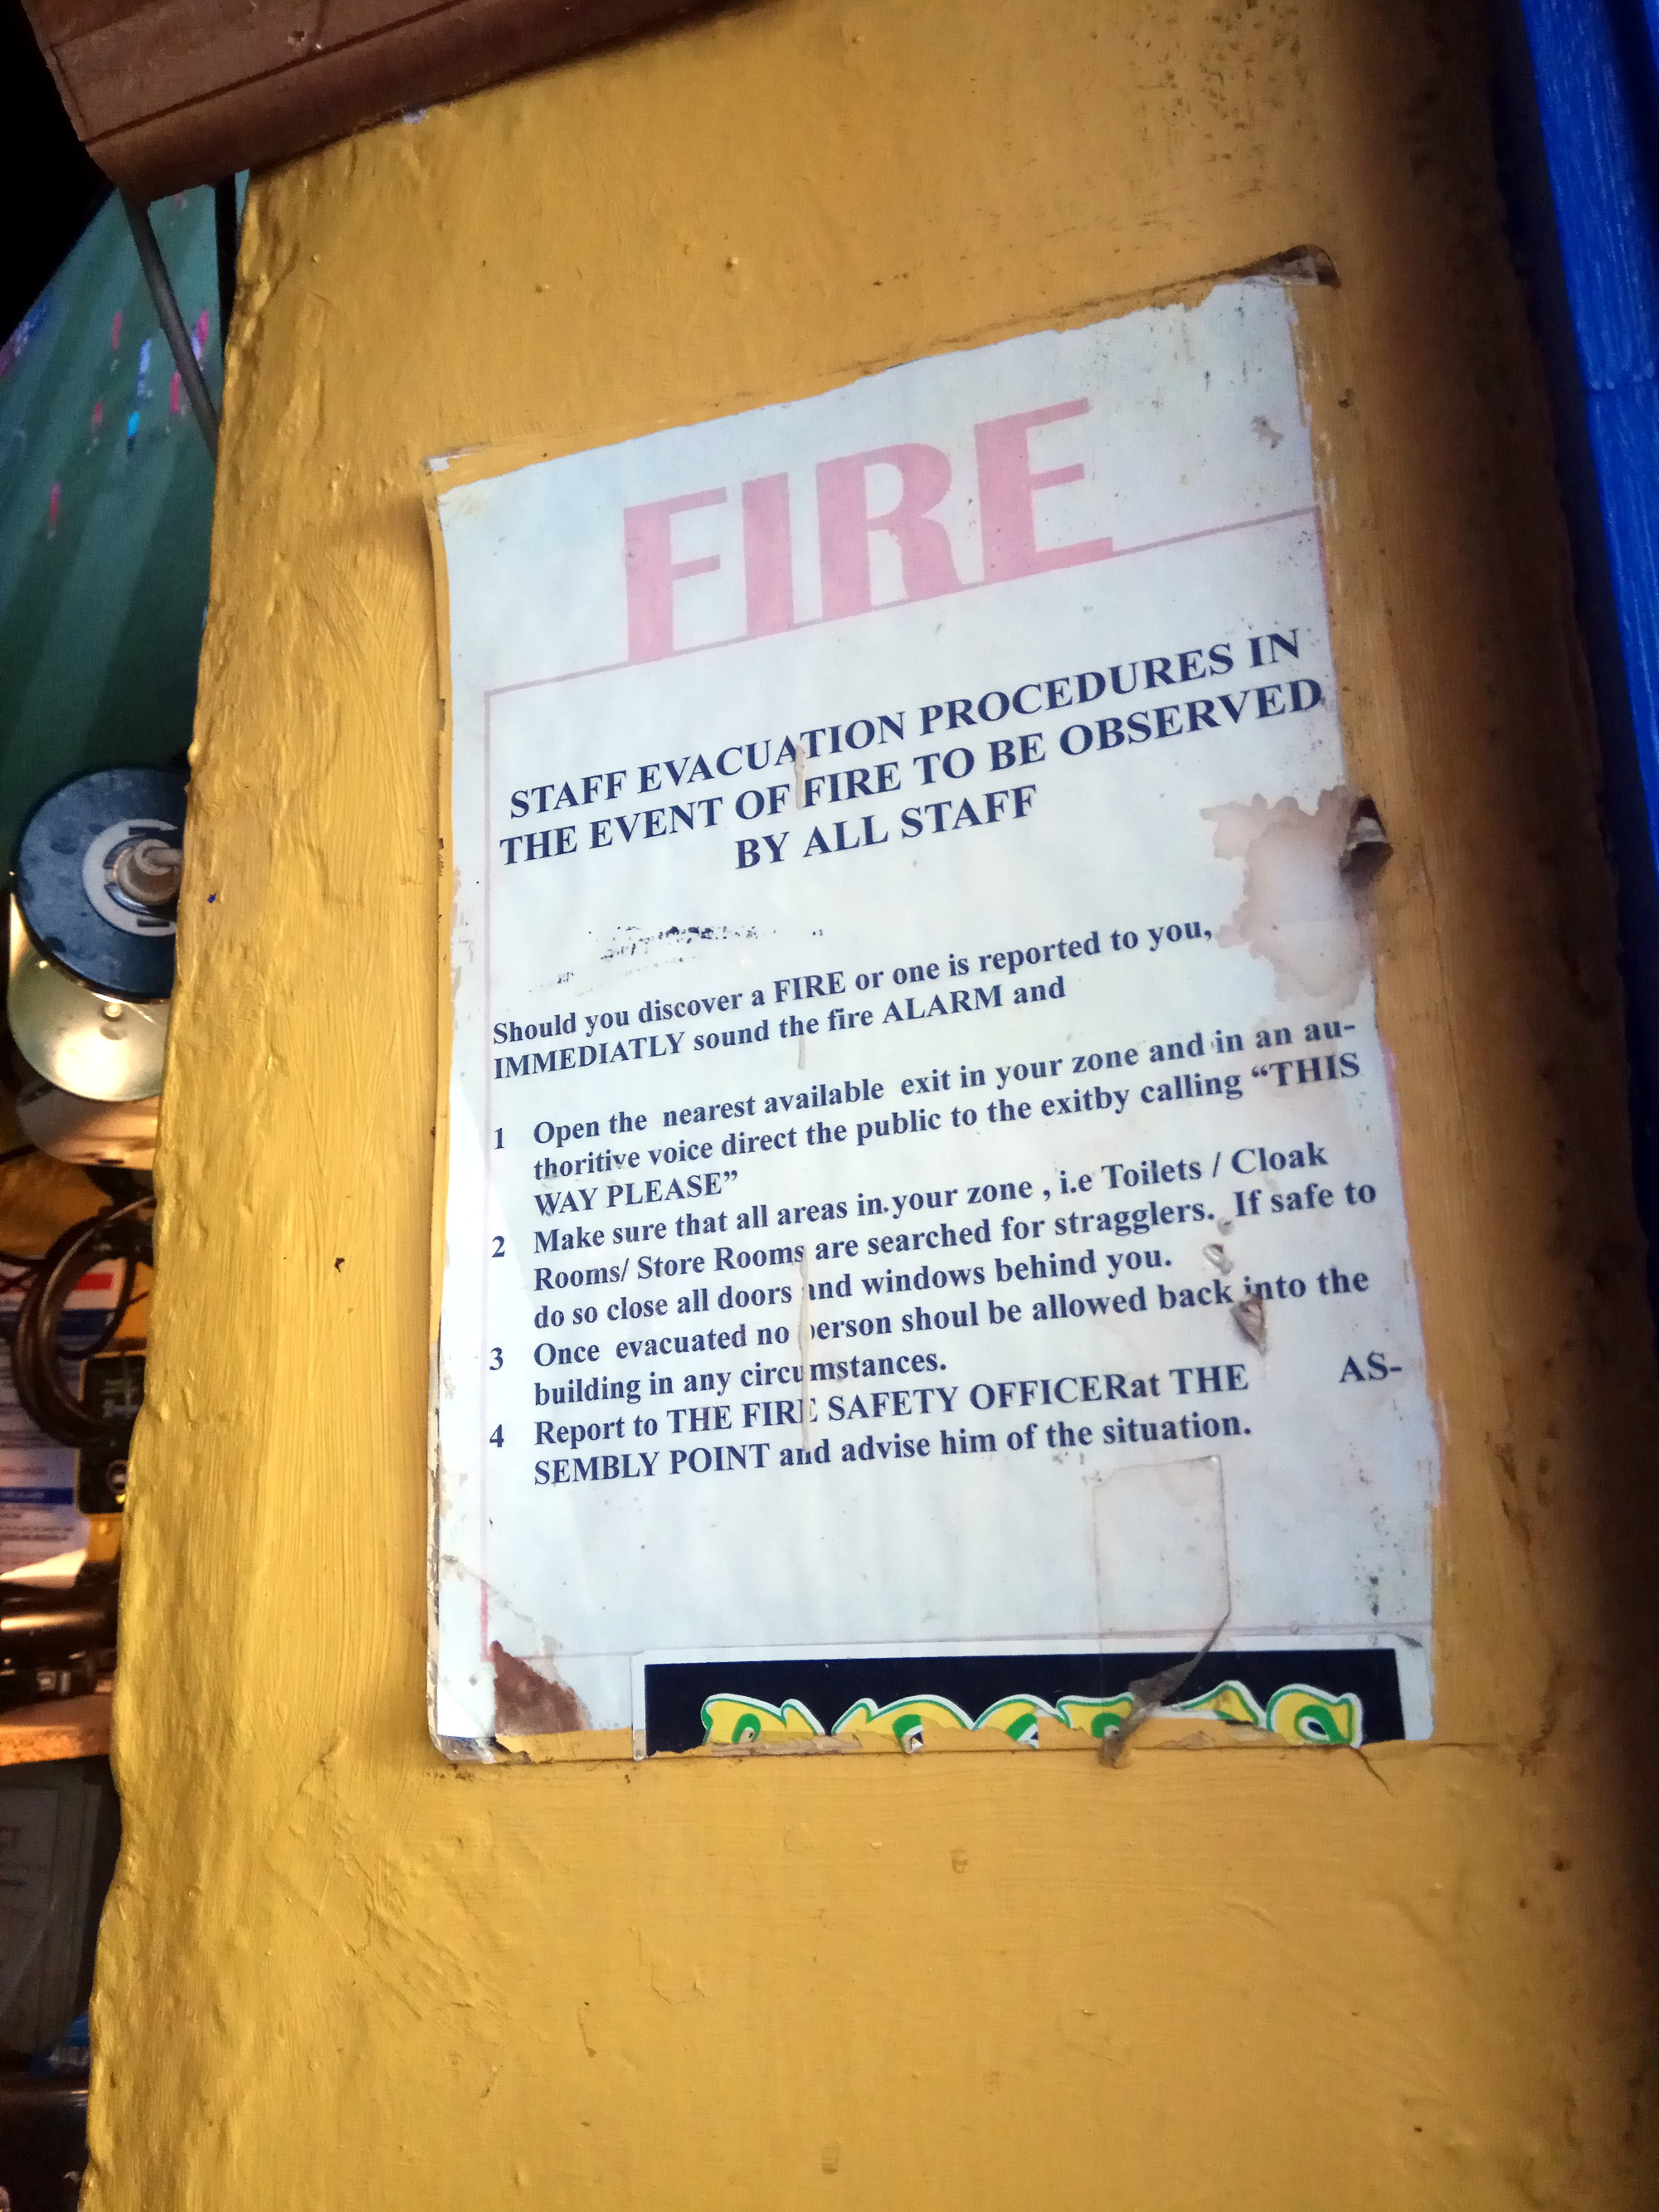 FIRE
STAFF EVACUATION PROCEDURES IN
THE EVENT OF FIRE TO BE OBSERVED
BY ALL STAFF
Should you discover a FIRE or one is reported to you,
IMMEDIATLY sound the fire ALARM and
1 Open the nearest available exit in your zone and in an au-
thoritive voice direct the public to the exitby calling “THIS
WAY PLEASE”
2 Make sure that all areas in your zone , i.e Toilets / Cloak
Rooms/ Store Rooms are searched for stragglers. If safe to
do so close all doors and windows behind you.
3 Once evacuated no person shoul be allowed back into the
building in any circumstances.
4 Report to THE FIRE SAFETY OFFICERat THE AS-
SEMBLY POINT and advise him of the situation.